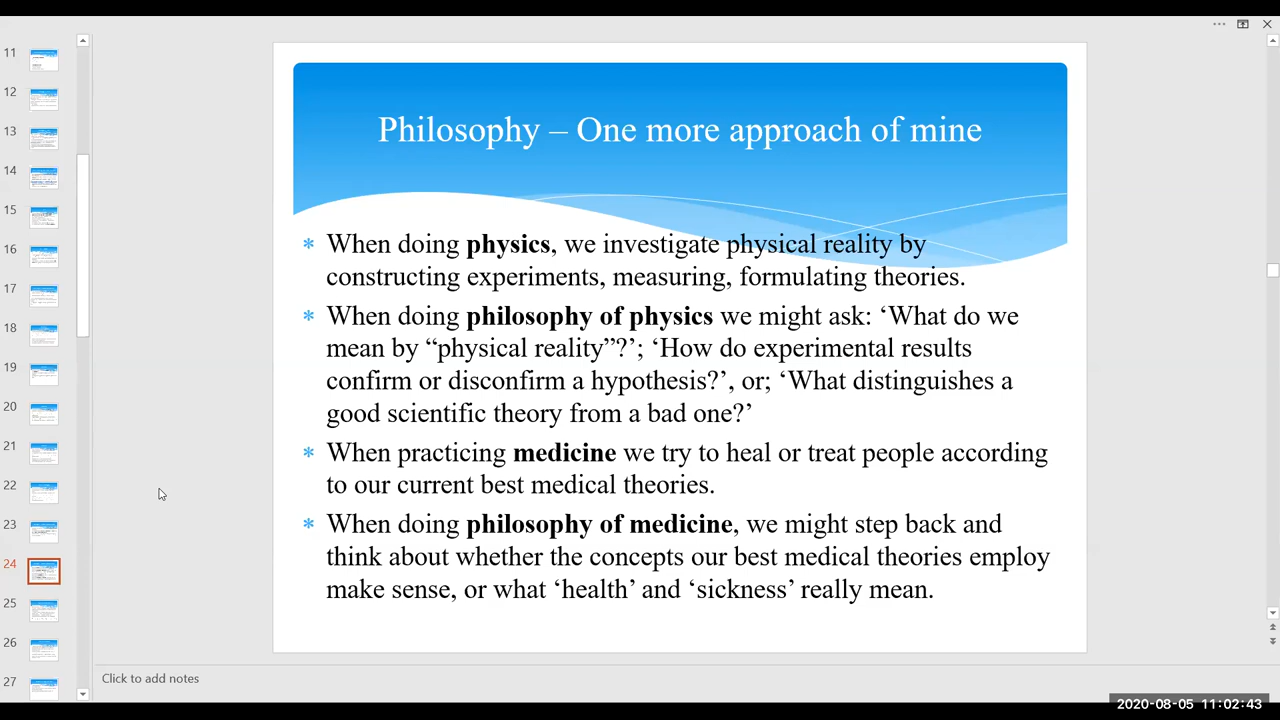 Philosophy – One more approach of mine
* When doing physics, we investigate physical reality by
constructing experiments, measuring, formulating theories.
* When doing philosophy of physics we might ask: ‘What do we
mean by “physical reality”?’; ‘How do experimental results
confirm or disconfirm a hypothesis?’, or; ‘What distinguishes a
good scientific theory from a bad one?’
* When practicing medicine we try to heal or treat people according
to our current best medical theories.
* When doing philosophy of medicine, we might step back and
think about whether the concepts our best medical theories employ
make sense, or what ‘health’ and ‘sickness’ really mean.
11
12
13
14
15
16
17
18
19
20
21
22
23
24
25
26
27
Click to add notes
2020-08-05 11:02:43